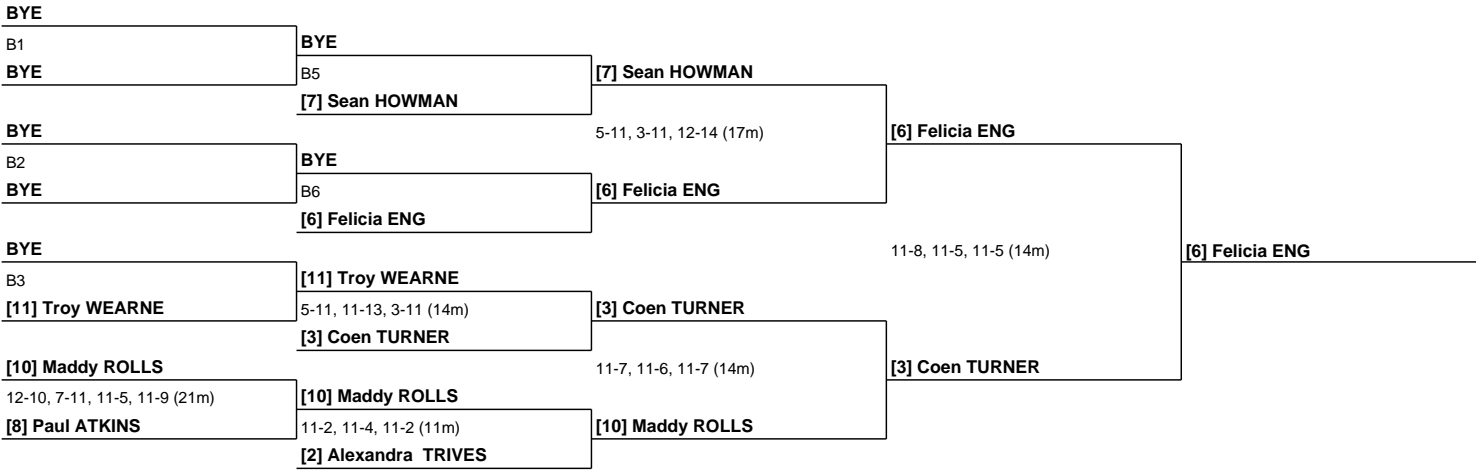 BYE
B1
BYE
BYE
B2
BYE
BYE
B3
[11] Troy WEARNE
[10] Maddy ROLLS
12-10, 7-11, 11-5, 11-9 (21m)
[8] Paul ATKINS
BYE
B5
[7] Sean HOWMAN
BYE
B6
[6] Felicia ENG
[11] Troy WEARNE
5-11, 11-13, 3-11 (14m)
[3] Coen TURNER
[10] Maddy ROLLS
11-2, 11-4, 11-2 (11m)
[2] Alexandra TRIVES
[7] Sean HOWMAN
5-11, 3-11, 12-14 (17m)
[6] Felicia ENG
[3] Coen TURNER
11-7, 11-6, 11-7 (14m)
[10] Maddy ROLLS
[6] Felicia ENG
11-8, 11-5, 11-5 (14m)
[3] Coen TURNER
[6] Felicia ENG